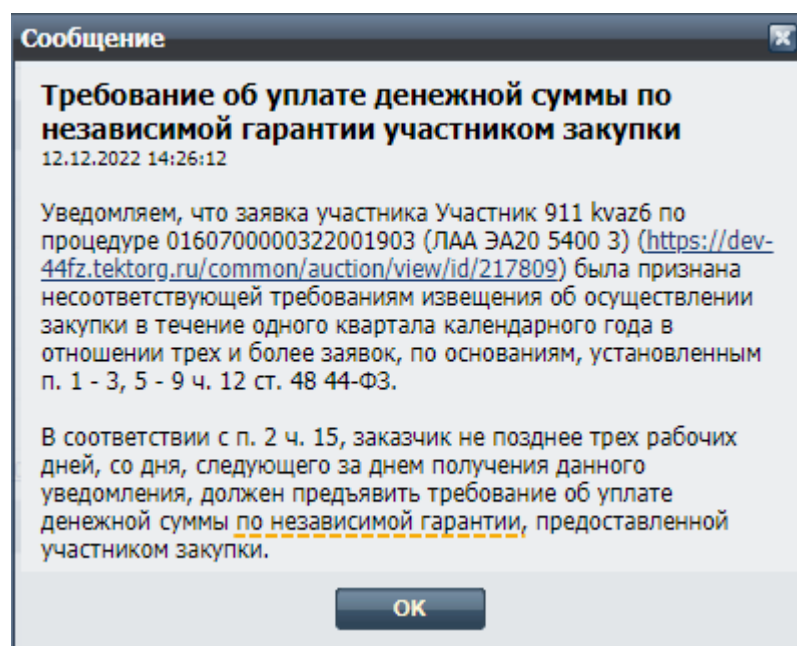 Сообщение
Требование об уплате денежной суммы по
независимой гарантии участником закупки
12.12.2022 14:26:12
Уведомляем, что заявка участника Участник 911 kvaz6 по
процедуре 0160700000322001903 (ЛАА ЭА20 5400 3) (https://dev-
44fz.tektorg.ru/common/auction/view/id/217809) была признана
несоответствующей требованиям извещения об осуществлении
закупки в течение одного квартала календарного года в
отношении трех и более заявок, по основаниям, установленным
п. 1 - 3, 5 - 9 ч. 12 ст. 48 44-ФЗ.
В соответствии с п. 2 ч. 15, заказчик не позднее трех рабочих
дней, со дня, следующего за днем получения данного
уведомления, должен предъявить требование об уплате
денежной суммы по независимой гарантии, предоставленной
участником закупки.
ОК